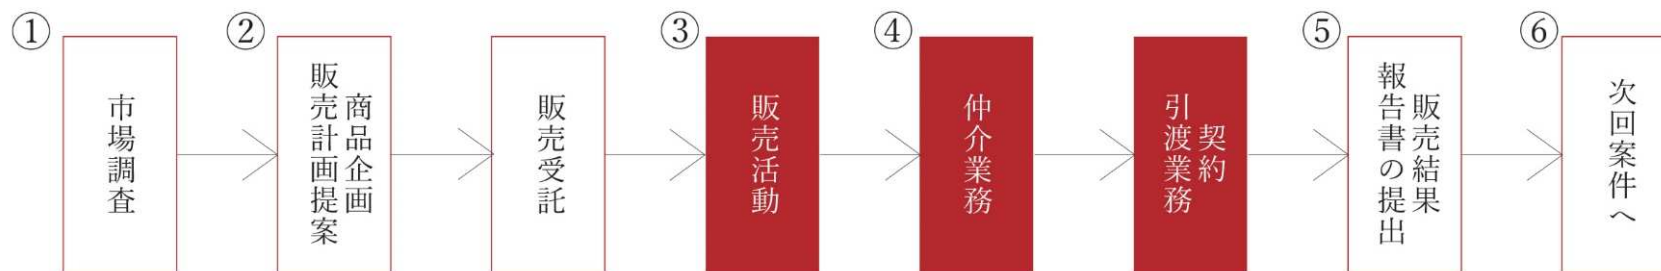 ①
市場調査
②
商品企画
販売計画提案
販売受託
③
販売活動
④
仲介業務
契約
引渡業務
⑤
販売結果
報告書の提出
⑥
次回案件へ